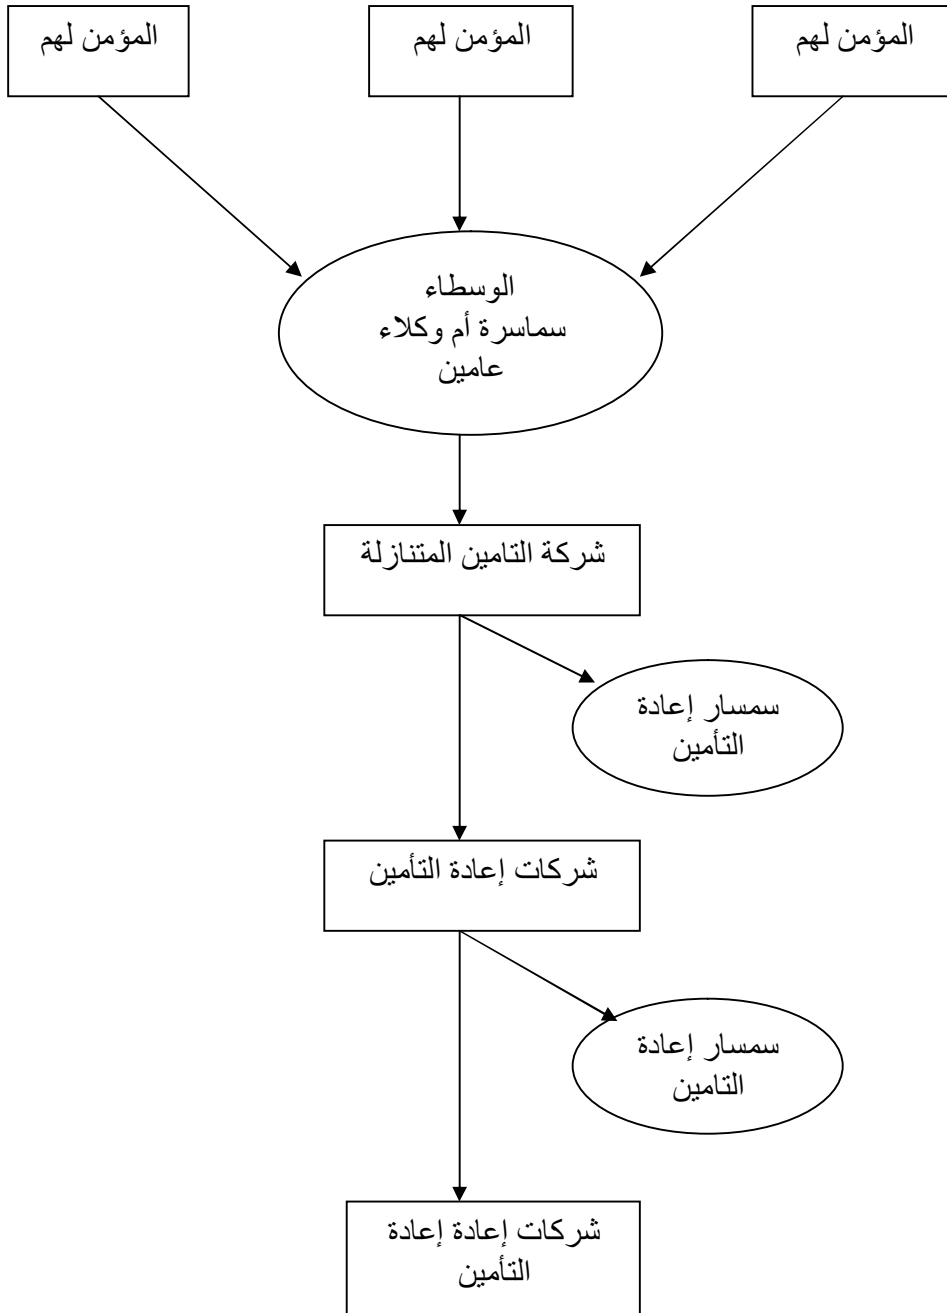 المؤمن لهم
المؤمن لهم
المؤمن لهم
الوسطاء
سماسرة أم وكلاء
عامين
شركة التامين المتنازلة
سمسار إعادة
التأمين
شركات إعادة التأمين
سمسار إعادة
التامين
شركات إعادة إعادة
التأمين